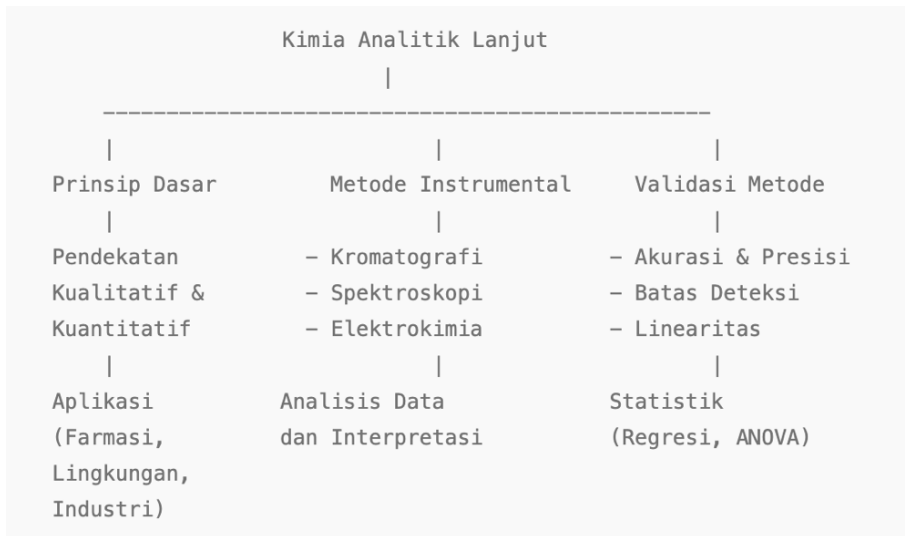 Kimia Analitik Lanjut
|
------------------------------------------------
| | |
Prinsip Dasar Metode Instrumental Validasi Metode
| | |
Pendekatan – Kromatografi – Akurasi & Presisi
Kualitatif & – Spektroskopi – Batas Deteksi
Kuantitatif – Elektrokimia – Linearitas
| | |
Aplikasi Analisis Data Statistik
(Farmasi, dan Interpretasi (Regresi, ANOVA)
Lingkungan,
Industri)